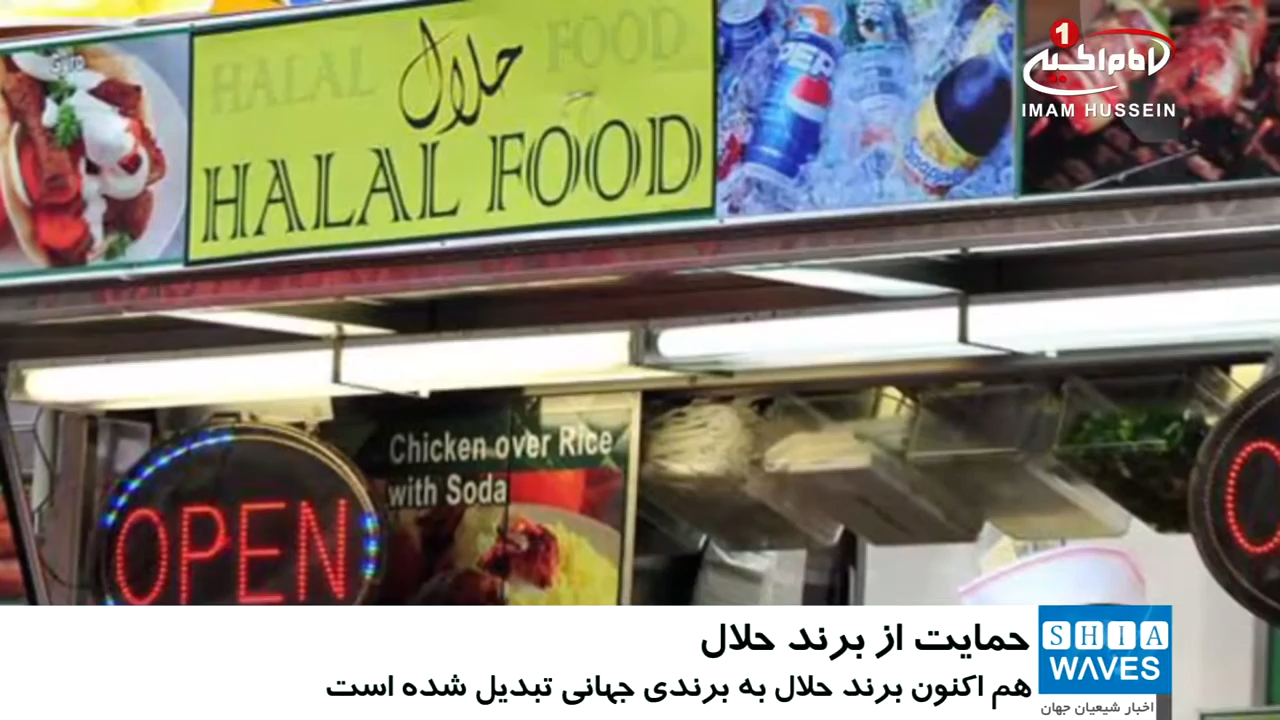 HALAL FOOD
حلال
HALAL FOOD
Gyro
PEPSI
1
امام حسین
IMAM HUSSEIN
Chicken over Rice
with Soda
OPEN
حمایت از برند حلال
هم اکنون برند حلال به برندی جهانی تبدیل شده است
SHIA
WAVES
اخبار شیعیان جهان